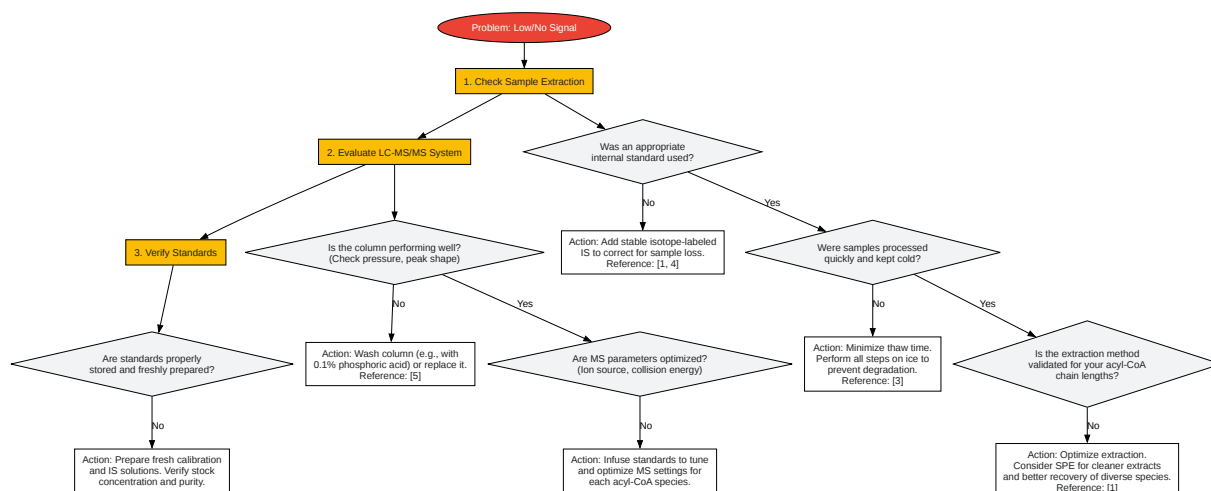 Problem: Low/No Signal
1. Check Sample Extraction
2. Evaluate LC-MS/MS System
Was an appropriate
internal standard used?
No
Yes
3. Verify Standards
Is the column performing well?
(Check pressure, peak shape)
Action: Add stable isotope-labeled
IS to correct for sample loss.
Reference: [1, 4]
Were samples processed
quickly and kept cold?
No
Yes
No
Yes
Are standards properly
stored and freshly prepared?
Action: Wash column (e.g., with
0.1% phosphoric acid) or replace it.
Reference: [5]
Are MS parameters optimized?
(Ion source, collision energy)
Action: Minimize thaw time.
Perform all steps on ice to
prevent degradation.
Reference: [3]
Is the extraction method
validated for your acyl-CoA
chain lengths?
No
No
No
Action: Prepare fresh calibration
and IS solutions. Verify stock
concentration and purity.
Action: Infuse standards to tune
and optimize MS settings for
each acyl-CoA species.
Action: Optimize extraction.
Consider SPE for cleaner extracts
and better recovery of diverse species.
Reference: [1]